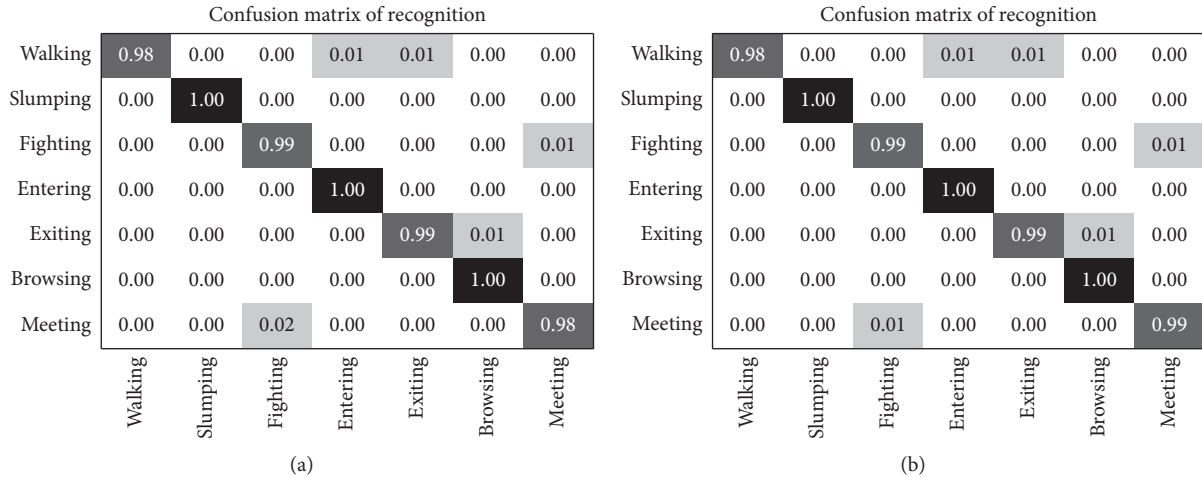 Confusion matrix of recognition
Walking 0.98 0.00 0.00 0.01 0.01 0.00 0.00
Slumping 0.00 1.00 0.00 0.00 0.00 0.00 0.00
Fighting 0.00 0.00 0.99 0.00 0.00 0.00 0.01
Entering 0.00 0.00 0.00 1.00 0.00 0.00 0.00
Exiting 0.00 0.00 0.00 0.00 0.99 0.01 0.00
Browsing 0.00 0.00 0.00 0.00 0.00 1.00 0.00
Meeting 0.00 0.00 0.02 0.00 0.00 0.00 0.98
Walking Slumping Fighting Entering Exiting Browsing Meeting
(a)
Confusion matrix of recognition
Walking 0.98 0.00 0.00 0.01 0.01 0.00 0.00
Slumping 0.00 1.00 0.00 0.00 0.00 0.00 0.00
Fighting 0.00 0.00 0.99 0.00 0.00 0.00 0.01
Entering 0.00 0.00 0.00 1.00 0.00 0.00 0.00
Exiting 0.00 0.00 0.00 0.00 0.99 0.01 0.00
Browsing 0.00 0.00 0.00 0.00 0.00 1.00 0.00
Meeting 0.00 0.00 0.01 0.00 0.00 0.00 0.99
Walking Slumping Fighting Entering Exiting Browsing Meeting
(b)